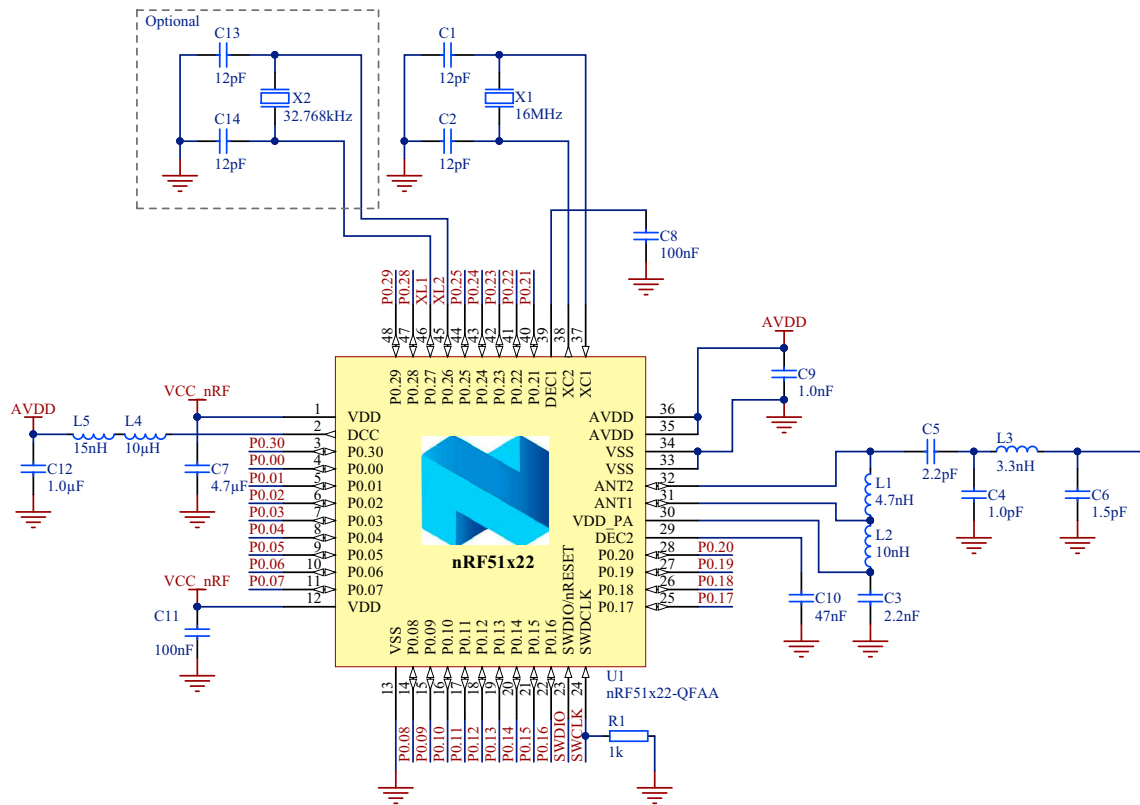 Optional
C13
12pF
X2
32.768kHz
C14
12pF
C1
12pF
X1
16MHz
C2
12pF
C8
100nF
P0.29
P0.28
XL1
XL2
P0.25
P0.24
P0.23
P0.22
P0.21
48
47
46
45
44
43
42
41
40
39
38
37
P0.29
P0.28
P0.27
P0.26
P0.25
P0.24
P0.23
P0.22
P0.21
DEC1
XC2
XC1
AVDD
C9
1.0nF
VCC_nRF
AVDD
L5
15nH
L4
10µH
C12
1.0µF
C7
4.7µF
1 VDD
2 DCC
P0.30 3 P0.30
P0.00 4 P0.00
P0.01 5 P0.01
P0.02 6 P0.02
P0.03 7 P0.03
P0.04 8 P0.04
P0.05 9 P0.05
P0.06 10 P0.06
P0.07 11 P0.07
12 VDD
VCC_nRF
C11
100nF
nRF51x22
AVDD 36
AVDD 35
VSS 34
VSS 33
ANT2 32
ANT1 31
VDD_PA 30
DEC2 29
P0.20 28 P0.20
P0.19 27 P0.19
P0.18 26 P0.18
P0.17 25 P0.17
C5
2.2pF
L3
3.3nH
L1
4.7nH
C4
1.0pF
C6
1.5pF
L2
10nH
C10
47nF
C3
2.2nF
VSS
P0.08
P0.09
P0.10
P0.11
P0.12
P0.13
P0.14
P0.15
P0.16
SWDIO/nRESET
SWDCLK
13
14
15
16
17
18
19
20
21
22
23
24
P0.08
P0.09
P0.10
P0.11
P0.12
P0.13
P0.14
P0.15
P0.16
SWDIO
SWCLK
U1
nRF51x22-QFAA
R1
1k